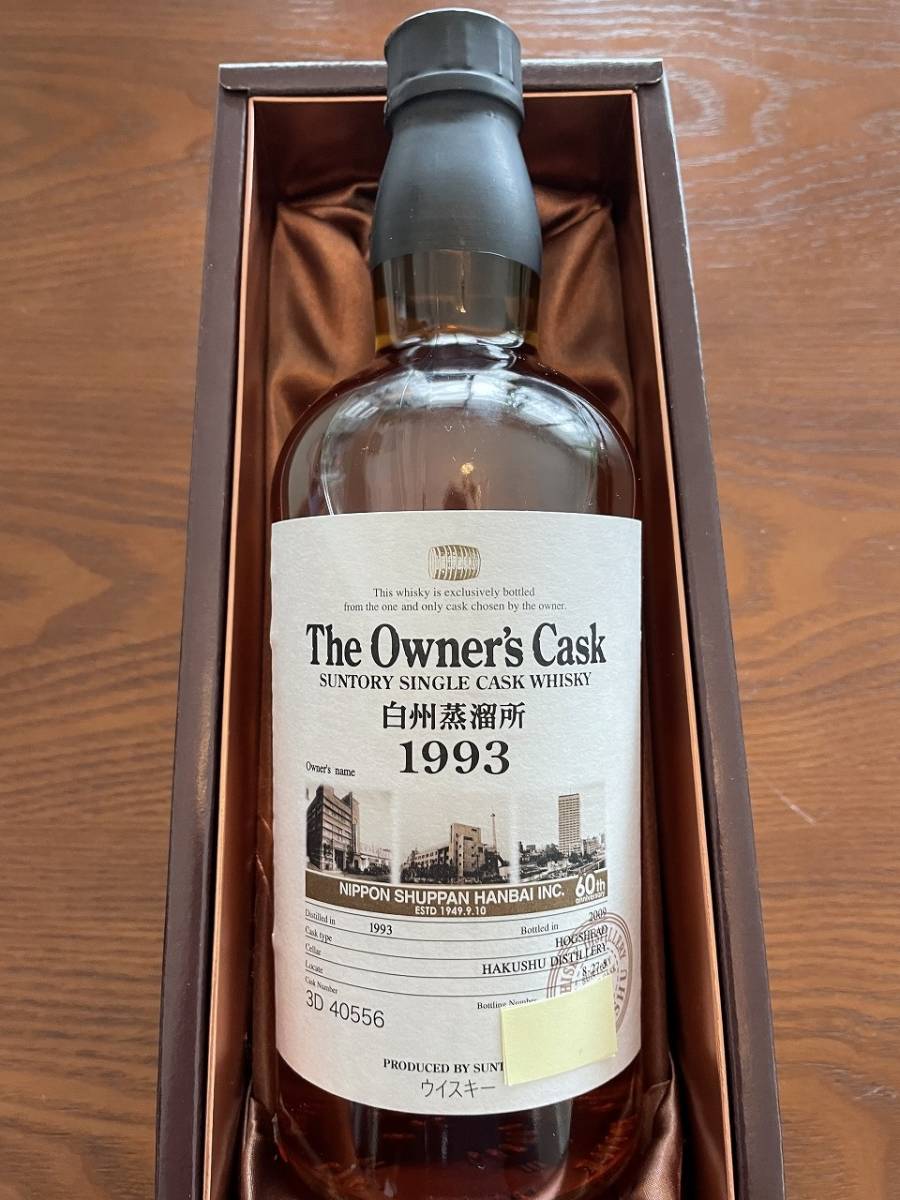 This whisky is exclusively bottled
from the one and only cask chosen by the owner.
The Owner's Cask
SUNTORY SINGLE CASK WHISKY
白州蒸溜所
1993
Owner's name
NIPPON SHUPPAN HANBAI INC. 60th anniversary
ESTD 1949.9.10
Distilled in 1993 Bottled in 2009
Cask type HOGSHEAD
Cellar HAKUSHU DISTILLERY
Locate
Cask Number Bottling Number
3D 40556
PRODUCED BY
ウイスキー